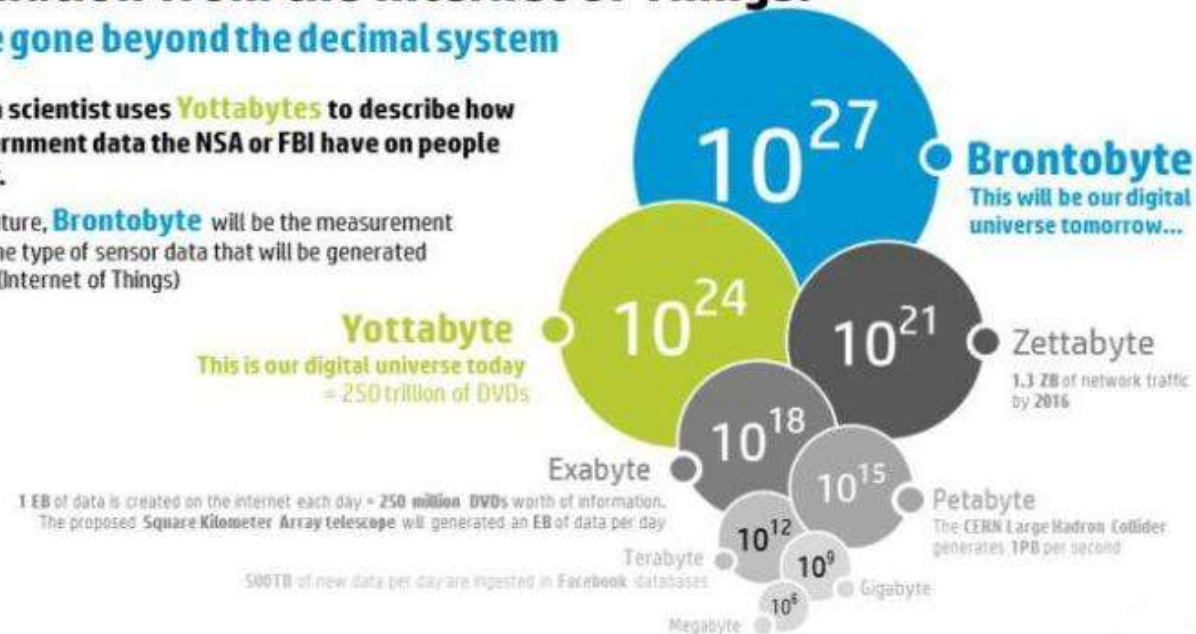 e gone beyond the decimal system
scientist uses Yottabytes to describe how
rnment data the NSA or FBI have on people
ture, Brontobyte will be the measurement
ne type of sensor data that will be generated
(Internet of Things)
10^27
Brontobyte
This will be our digital
universe tomorrow...
Yottabyte
This is our digital universe today
= 250 trillion of DVDs
10^24
10^21
Zettabyte
1.3 ZB of network traffic
by 2016
10^18
Exabyte
1 EB of data is created on the internet each day = 250 million DVDs worth of information.
The proposed Square Kilometer Array telescope will generated an EB of data per day
10^15
Petabyte
The CERN Large Hadron Collider
generates 1PB per second
10^12
Terabyte
500TB of new data per day are ingested in Facebook databases
10^9
Gigabyte
10^6
Megabyte